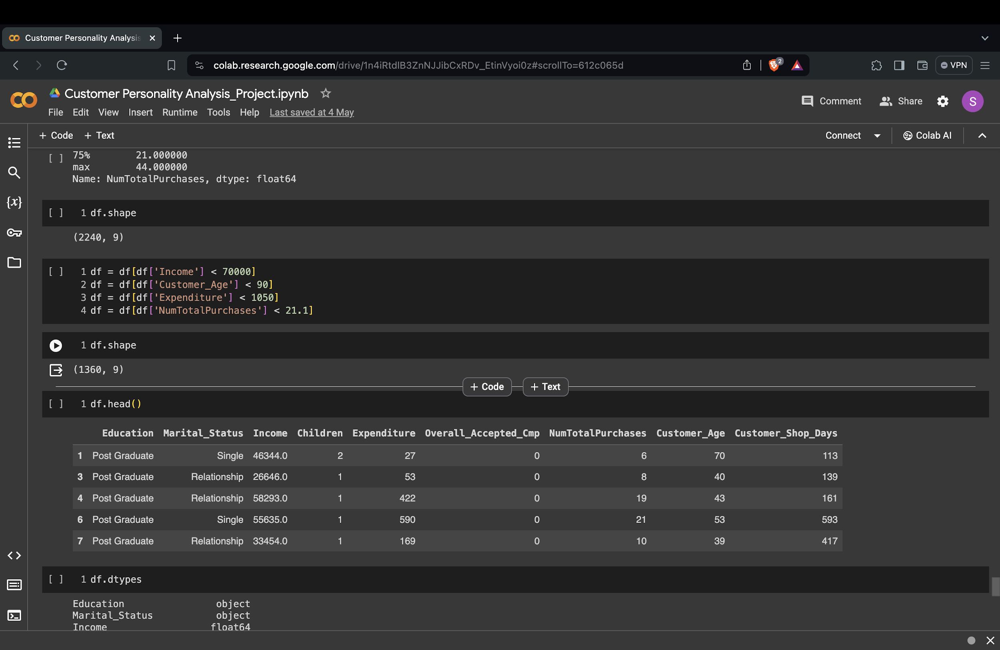 Customer Personality Analysis
colab.research.google.com/drive/1n4iRtdlB3ZnNJJibCxRDv_EtinVyoi0z#scrollTo=612c065d
2
VPN
Customer Personality Analysis_Project.ipynb
Comment
Share
S
File Edit View Insert Runtime Tools Help Last saved at 4 May
+ Code + Text
Connect
Colab AI
[ ] 75% 21.000000
max 44.000000
Name: NumTotalPurchases, dtype: float64
{x}
[ ] 1 df.shape
(2240, 9)
[ ] 1 df = df[df['Income'] < 70000]
2 df = df[df['Customer_Age'] < 90]
3 df = df[df['Expenditure'] < 1050]
4 df = df[df['NumTotalPurchases'] < 21.1]
1 df.shape
(1360, 9)
+ Code + Text
[ ] 1 df.head()
Education Marital_Status Income Children Expenditure Overall_Accepted_Cmp NumTotalPurchases Customer_Age Customer_Shop_Days
1 Post Graduate Single 46344.0 2 27 0 6 70 113
3 Post Graduate Relationship 26646.0 1 53 0 8 40 139
4 Post Graduate Relationship 58293.0 1 422 0 19 43 161
6 Post Graduate Single 55635.0 1 590 0 21 53 593
7 Post Graduate Relationship 33454.0 1 169 0 10 39 417
[ ] 1 df.dtypes
Education object
Marital_Status object
Income float64